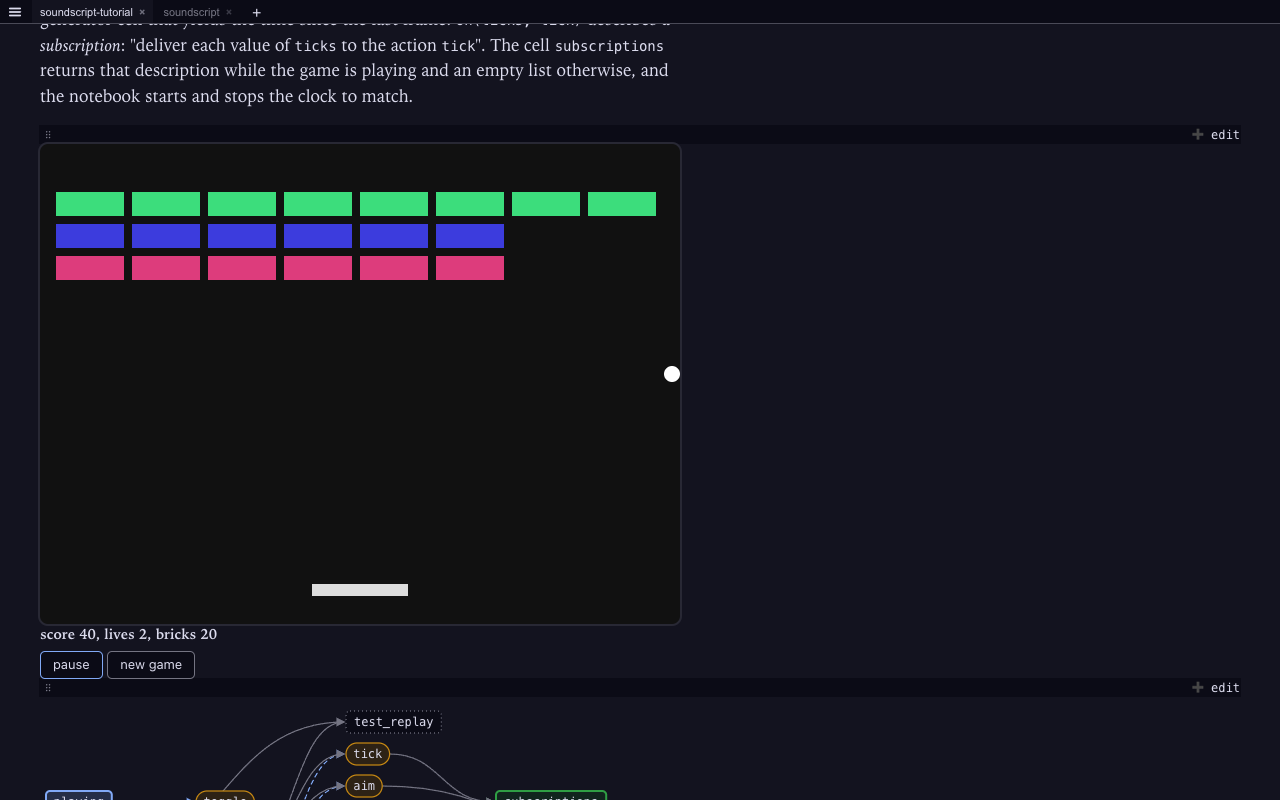 soundscript-tutorial × soundscript × +
subscription: "deliver each value of ticks to the action tick". The cell subscriptions
returns that description while the game is playing and an empty list otherwise, and
the notebook starts and stops the clock to match.
edit
score 40, lives 2, bricks 20
pause new game
edit
test_replay
tick
aim